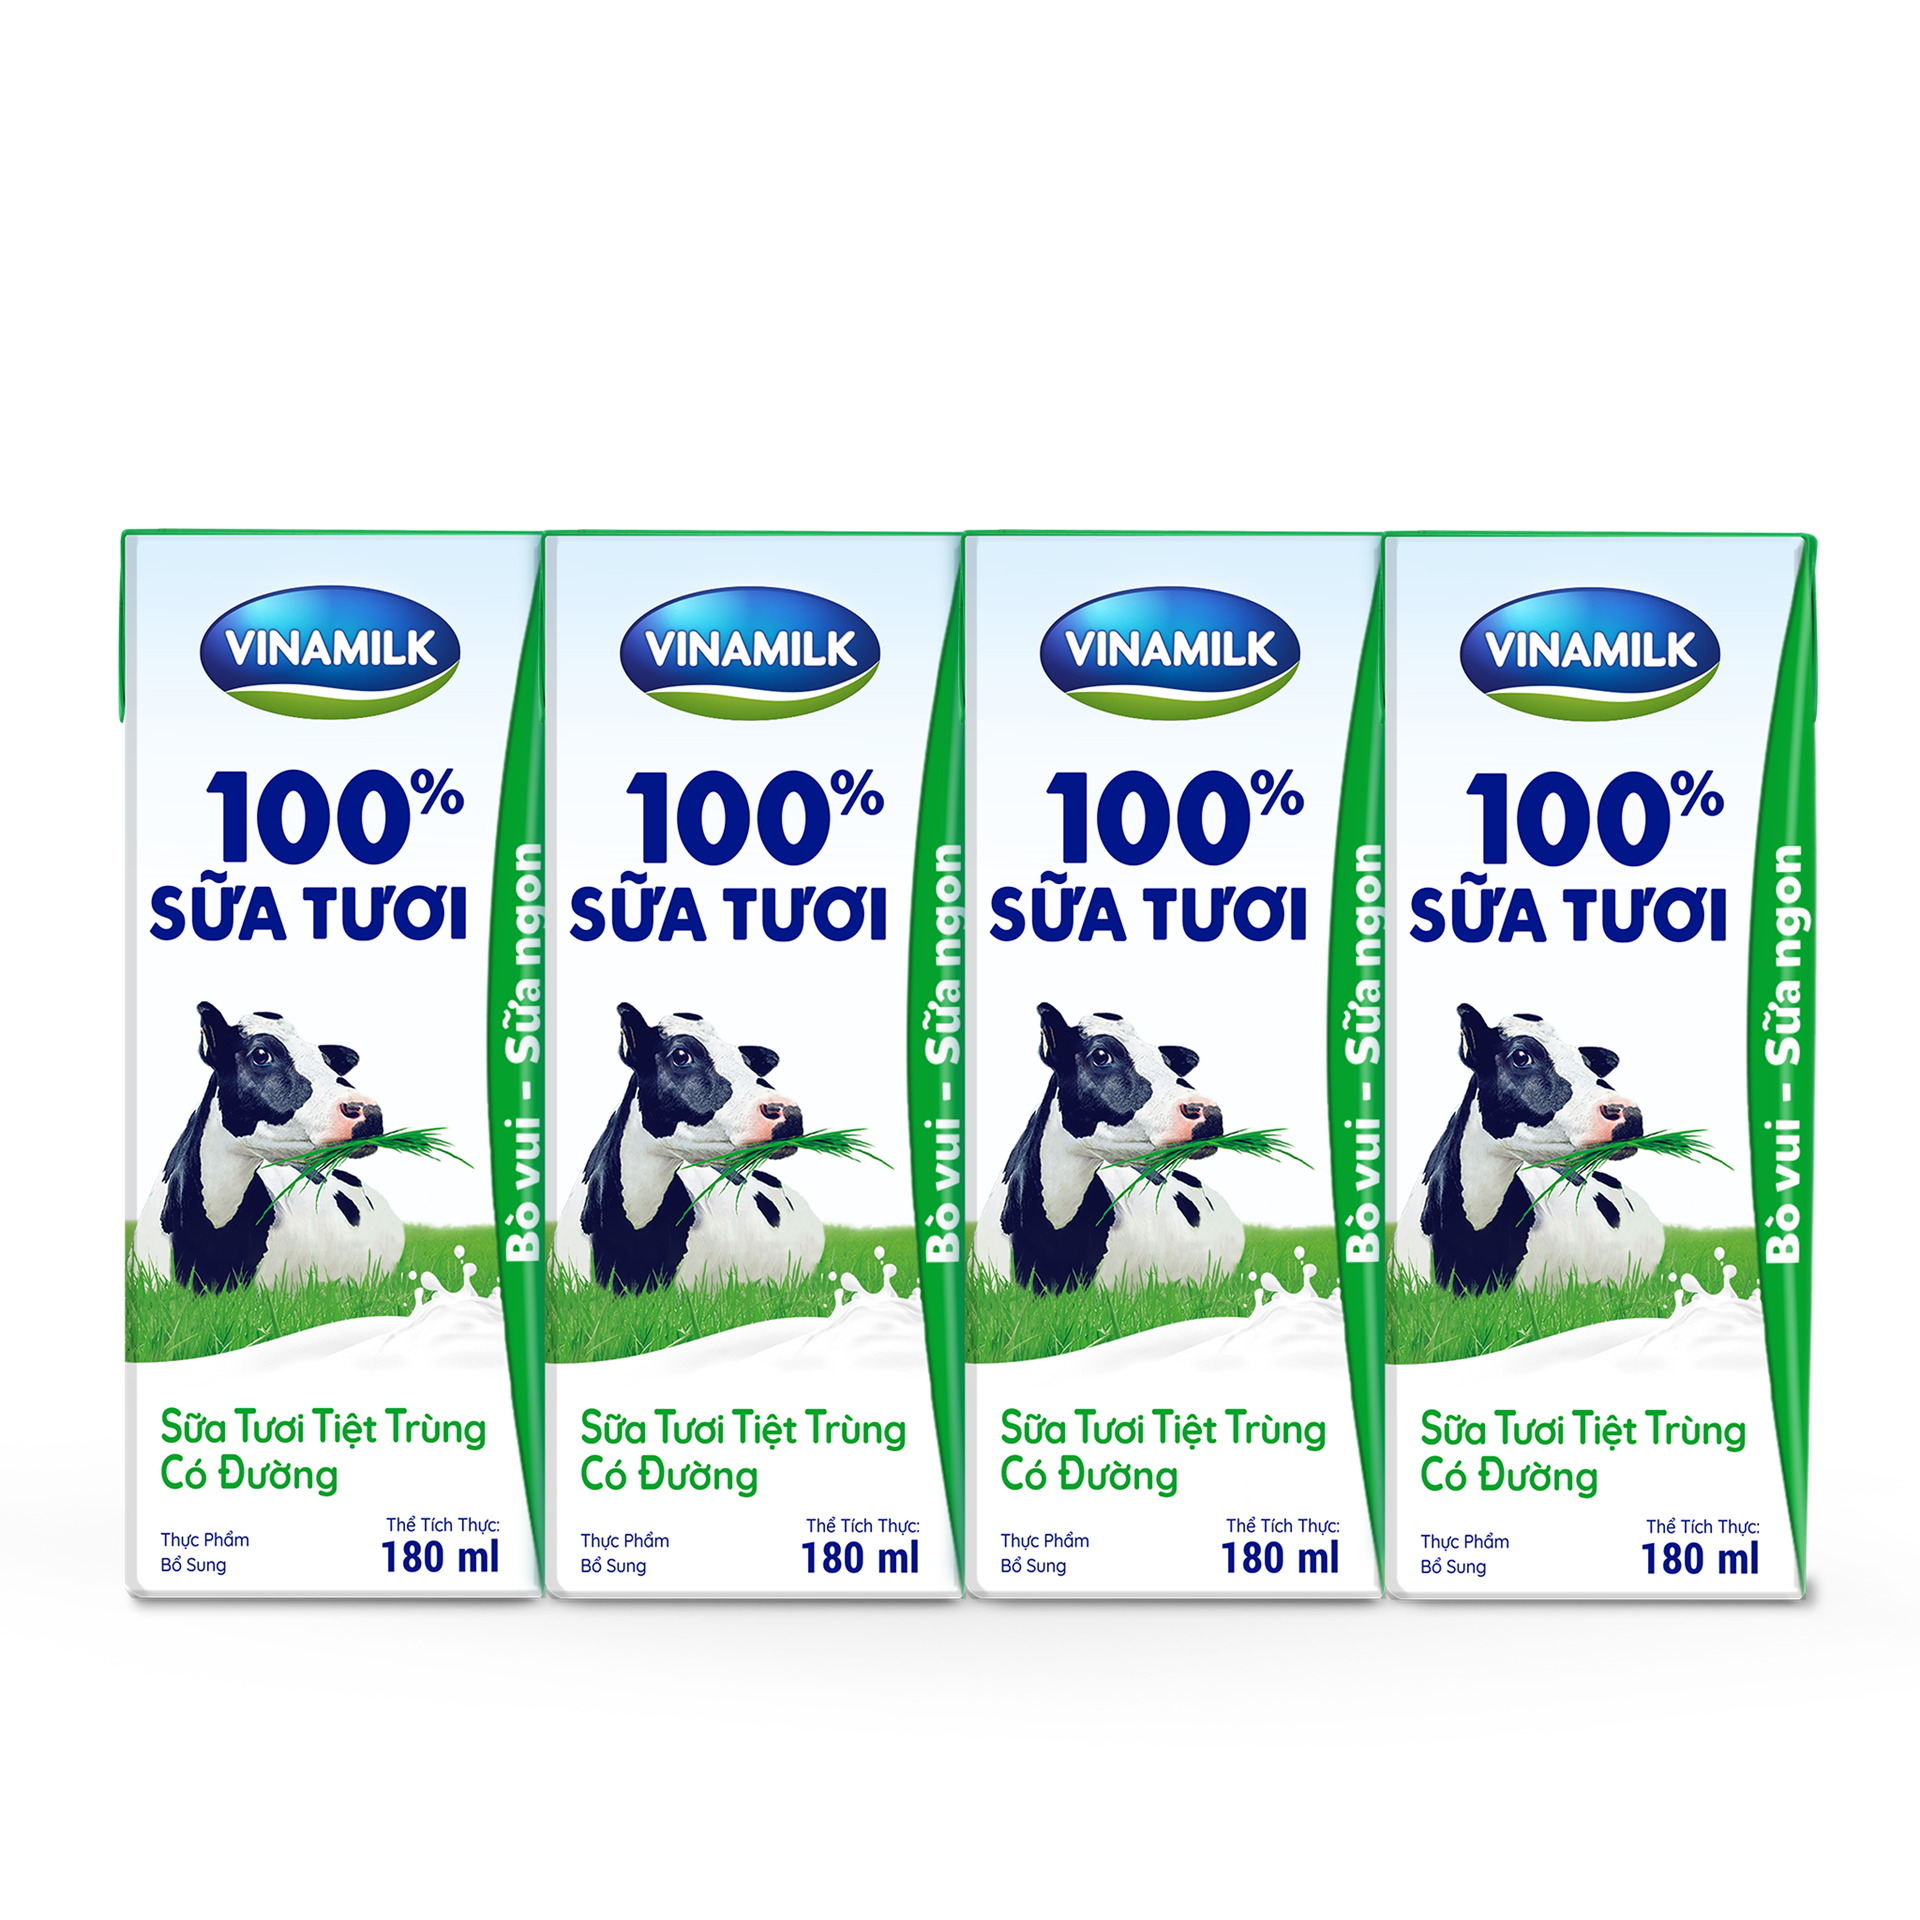 VINAMILK
100%
SỮA TƯƠI
Bò vui - Sữa ngon
Sữa Tươi Tiệt Trùng
Có Đường
Thực Phẩm
Bổ Sung
Thể Tích Thực:
180 ml
VINAMILK
100%
SỮA TƯƠI
Bò vui - Sữa ngon
Sữa Tươi Tiệt Trùng
Có Đường
Thực Phẩm
Bổ Sung
Thể Tích Thực:
180 ml
VINAMILK
100%
SỮA TƯƠI
Bò vui - Sữa ngon
Sữa Tươi Tiệt Trùng
Có Đường
Thực Phẩm
Bổ Sung
Thể Tích Thực:
180 ml
VINAMILK
100%
SỮA TƯƠI
Bò vui - Sữa ngon
Sữa Tươi Tiệt Trùng
Có Đường
Thực Phẩm
Bổ Sung
Thể Tích Thực:
180 ml